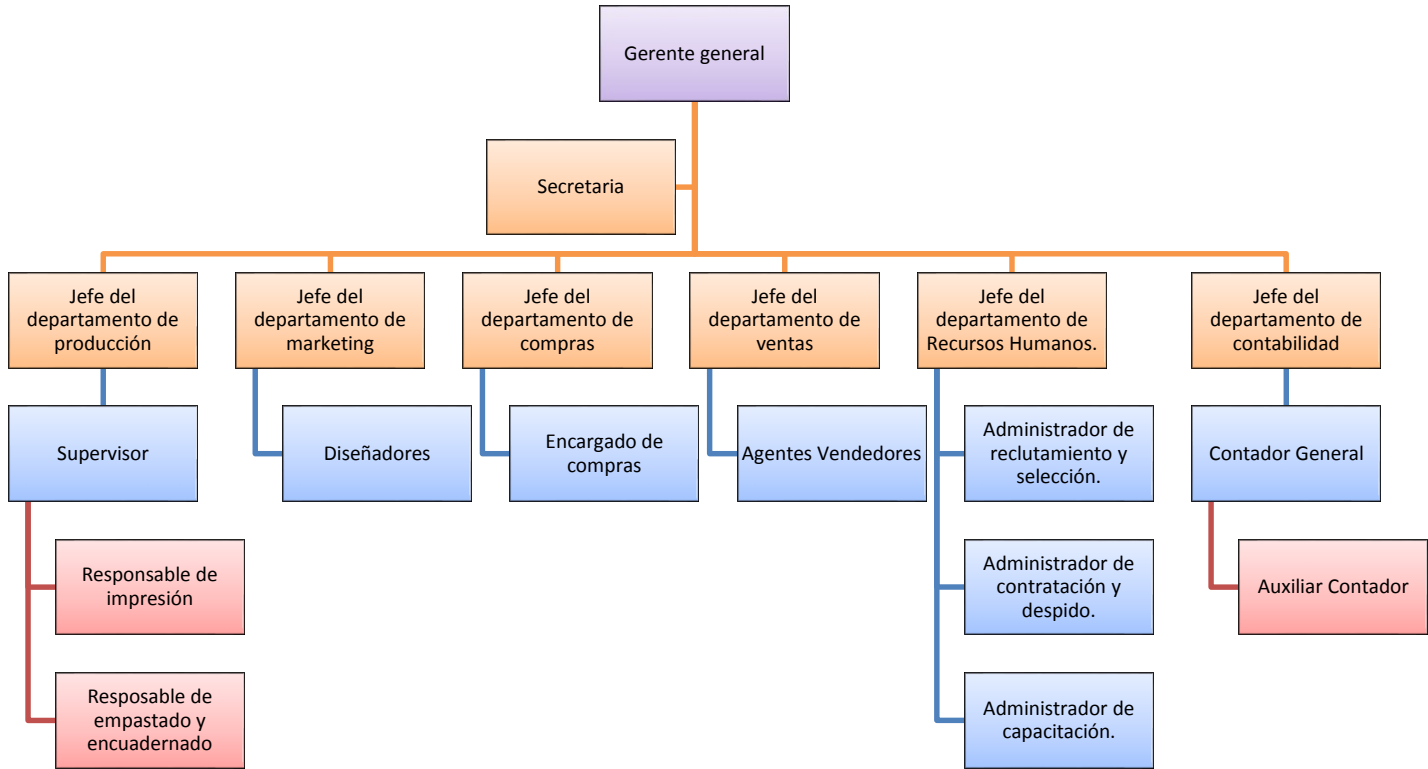 Gerente general
Secretaria
Jefe del
departamento de
producción
Jefe del
departamento de
marketing
Jefe del
departamento de
compras
Jefe del
departamento de
ventas
Jefe del
departamento de
Recursos Humanos.
Jefe del
departamento de
contabilidad
Supervisor
Diseñadores
Encargado de
compras
Agentes Vendedores
Administrador de
reclutamiento y
selección.
Contador General
Responsable de
impresión
Administrador de
contratación y
despido.
Auxiliar Contador
Resposable de
empastado y
encuadernado
Administrador de
capacitación.